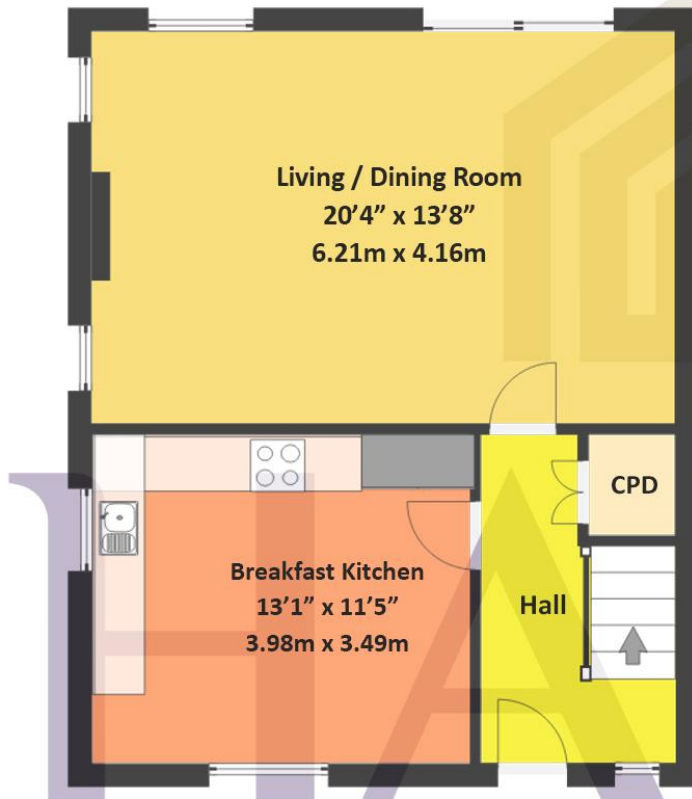 Living / Dining Room
20’4” x 13’8”
6.21m x 4.16m
CPD
Breakfast Kitchen
13’1” x 11’5”
3.98m x 3.49m
Hall
HA